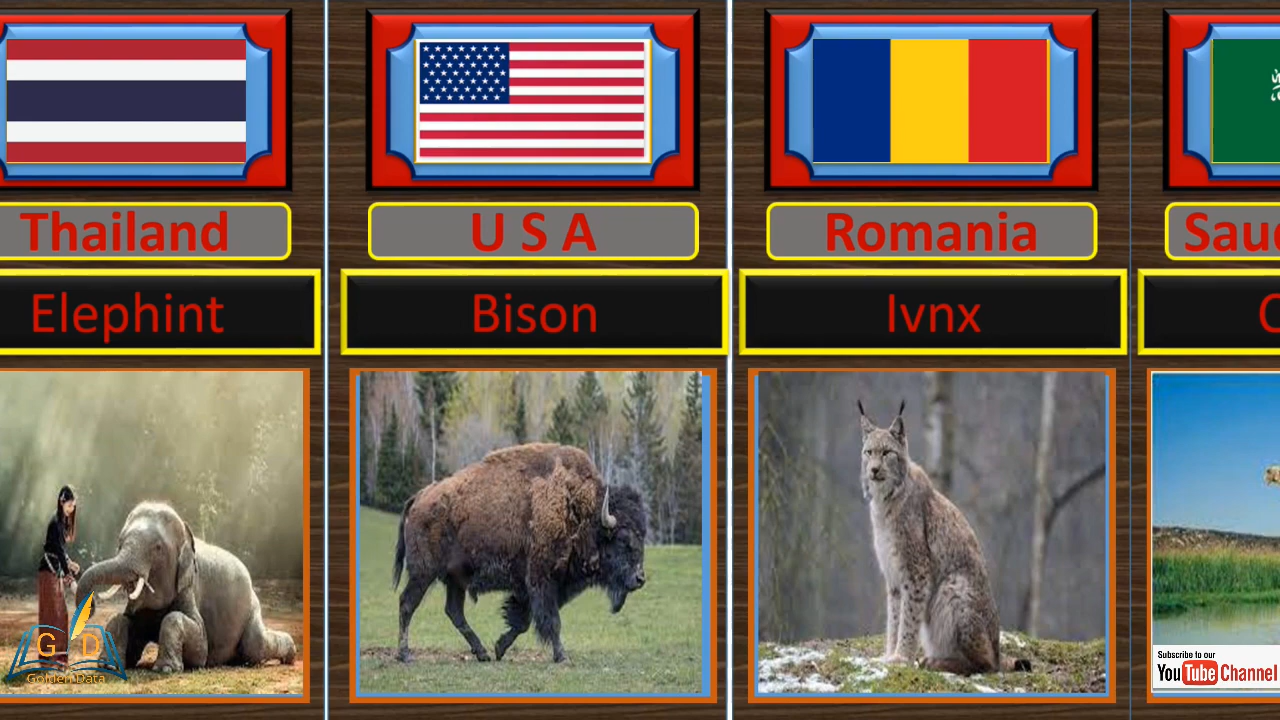 Thailand
U S A
Romania
Elephint
Bison
Ivnx
G D
Golden Data
Subscribe to our
YouTube Channel